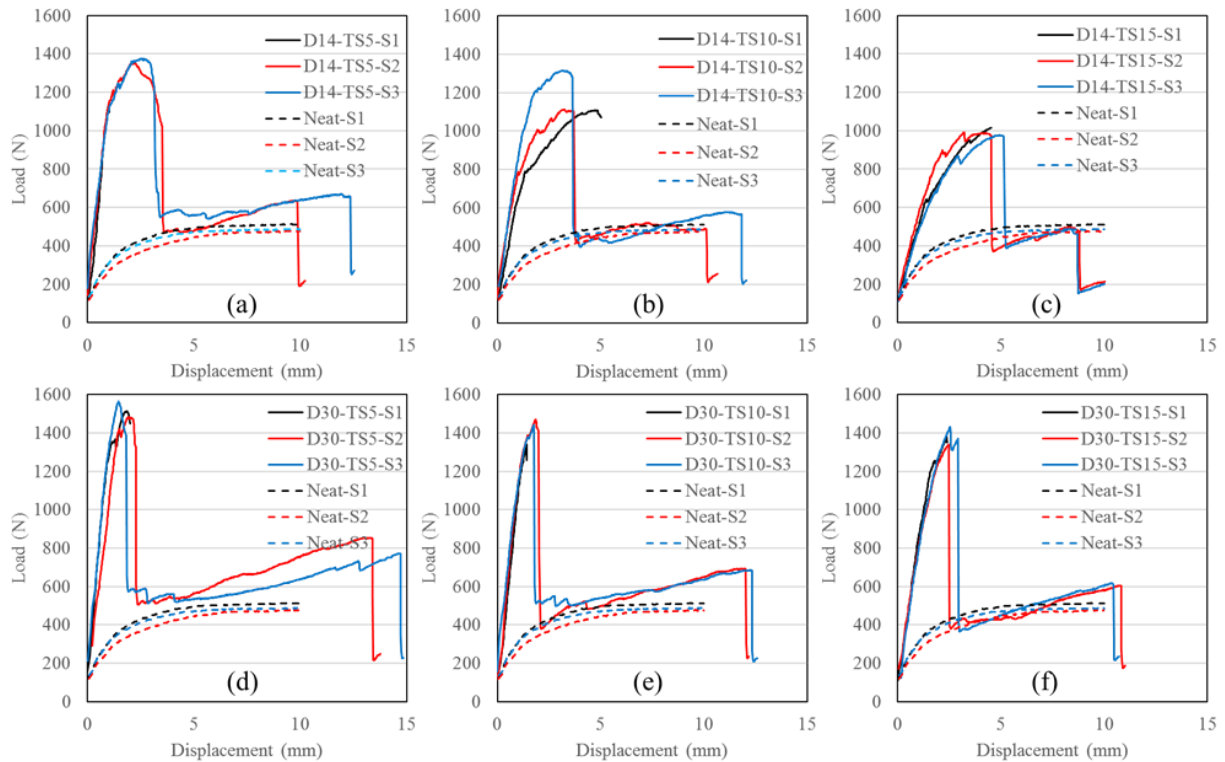 1600
1400
1200
1000
800
600
400
200
0
Load (N)
D14-TS5-S1
D14-TS5-S2
D14-TS5-S3
Neat-S1
Neat-S2
Neat-S3
(a)
0 5 10 15
Displacement (mm)
1600
1400
1200
1000
800
600
400
200
0
Load (N)
D14-TS10-S1
D14-TS10-S2
D14-TS10-S3
Neat-S1
Neat-S2
Neat-S3
(b)
0 5 10 15
Displacement (mm)
1600
1400
1200
1000
800
600
400
200
0
Load (N)
D14-TS15-S1
D14-TS15-S2
D14-TS15-S3
Neat-S1
Neat-S2
Neat-S3
(c)
0 5 10 15
Displacement (mm)
1600
1400
1200
1000
800
600
400
200
0
Load (N)
D30-TS5-S1
D30-TS5-S2
D30-TS5-S3
Neat-S1
Neat-S2
Neat-S3
(d)
0 5 10 15
Displacement (mm)
1600
1400
1200
1000
800
600
400
200
0
Load (N)
D30-TS10-S1
D30-TS10-S2
D30-TS10-S3
Neat-S1
Neat-S2
Neat-S3
(e)
0 5 10 15
Displacement (mm)
1600
1400
1200
1000
800
600
400
200
0
Load (N)
D30-TS15-S1
D30-TS15-S2
D30-TS15-S3
Neat-S1
Neat-S2
Neat-S3
(f)
0 5 10 15
Displacement (mm)